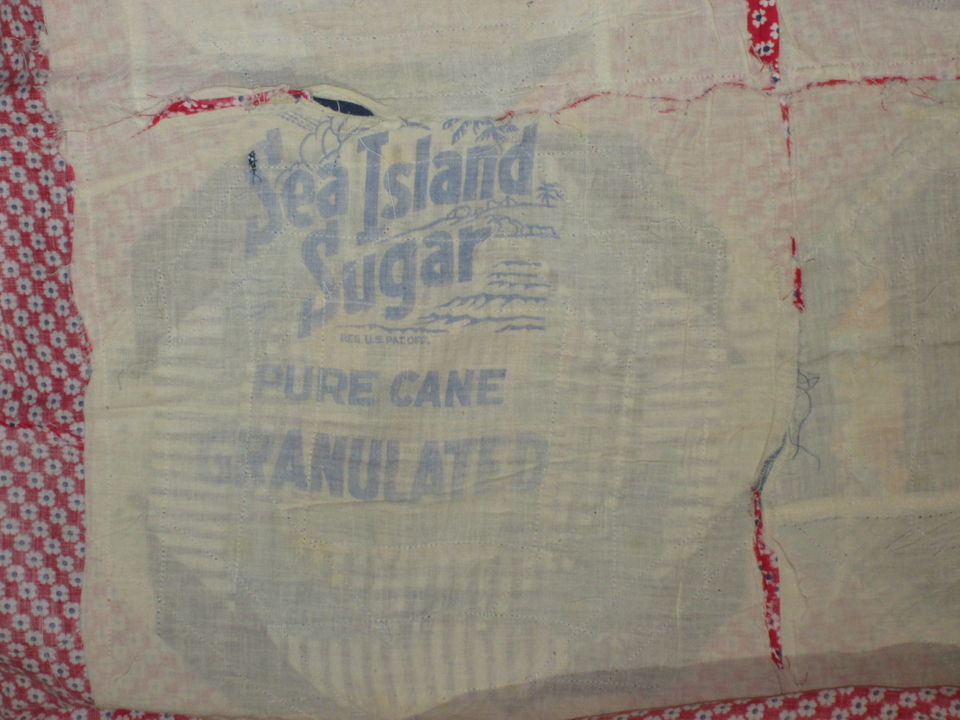 Sea Island
Sugar
REG. U.S. PAT. OFF.
PURE CANE
GRANULATED